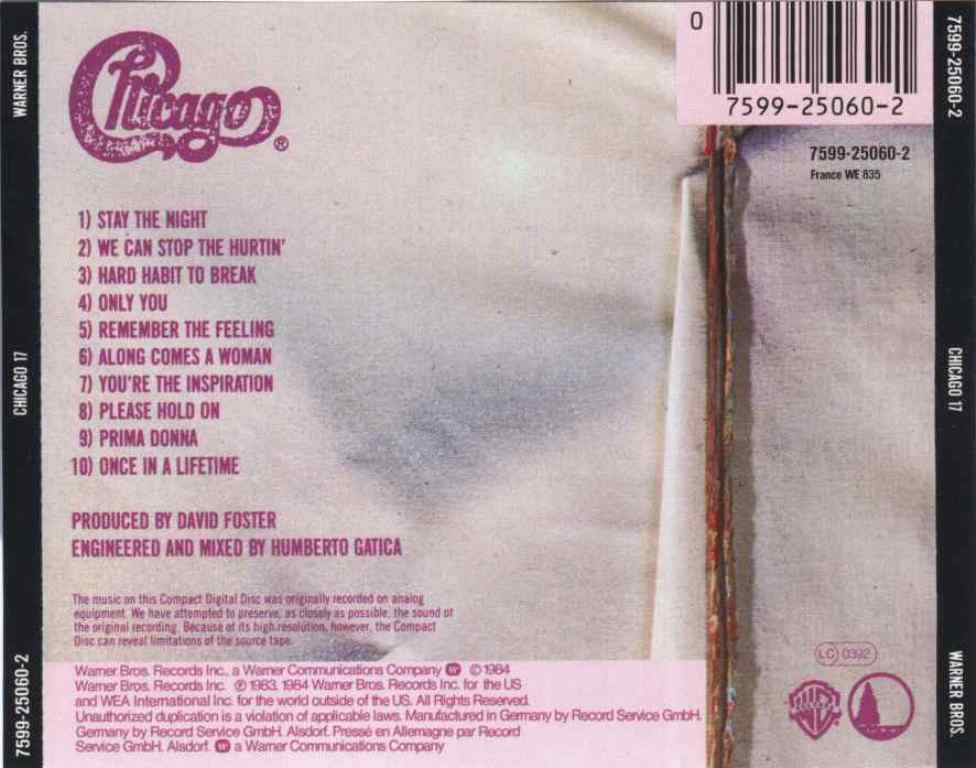 WARNER BROS.
CHICAGO 17
7599-25060-2
Chicago®
1) STAY THE NIGHT
2) WE CAN STOP THE HURTIN'
3) HARD HABIT TO BREAK
4) ONLY YOU
5) REMEMBER THE FEELING
6) ALONG COMES A WOMAN
7) YOU'RE THE INSPIRATION
8) PLEASE HOLD ON
9) PRIMA DONNA
10) ONCE IN A LIFETIME
PRODUCED BY DAVID FOSTER
ENGINEERED AND MIXED BY HUMBERTO GATICA
The music on this Compact Digital Disc was originally recorded on analog
equipment. We have attempted to preserve, as closely as possible, the sound of
the original recording. Because of its high resolution, however, the Compact
Disc can reveal limitations of the source tape.
Warner Bros. Records Inc., a Warner Communications Company © 1984
Warner Bros. Records Inc. ℗ 1983, 1984 Warner Bros. Records Inc. for the US
and WEA International Inc. for the world outside of the US. All Rights Reserved.
Unauthorized duplication is a violation of applicable laws. Manufactured in Germany by Record Service GmbH.
Germany by Record Service GmbH. Alsdorf. Pressé en Allemagne par Record
Service GmbH. Alsdorf. a Warner Communications Company
0
7599-25060-2
7599-25060-2
France WE 835
LC 0392
7599-25060-2
CHICAGO 17
WARNER BROS.